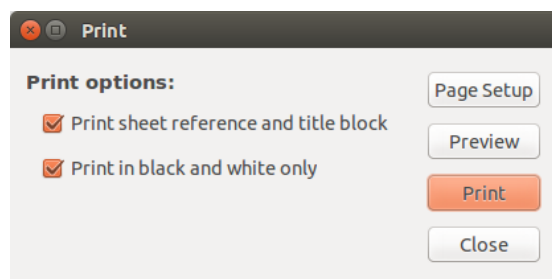 Print
Print options:
Print sheet reference and title block
Print in black and white only
Page Setup
Preview
Print
Close